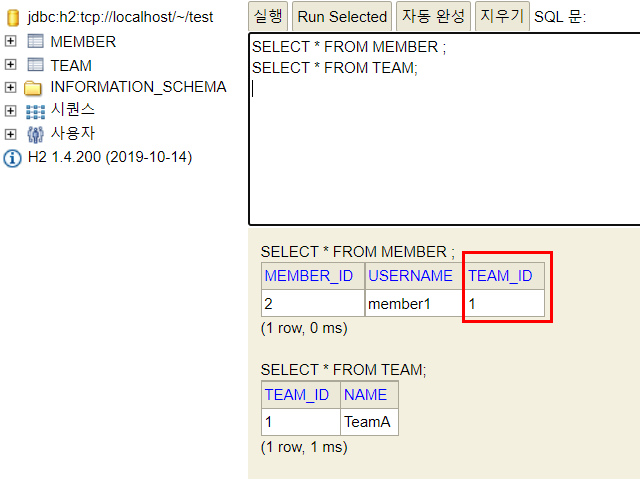 jdbc:h2:tcp://localhost/~/test
MEMBER
TEAM
INFORMATION_SCHEMA
시퀀스
사용자
H2 1.4.200 (2019-10-14)
실행 Run Selected 자동 완성 지우기 SQL 문:
SELECT * FROM MEMBER ;
SELECT * FROM TEAM;
SELECT * FROM MEMBER ;
MEMBER_ID USERNAME TEAM_ID
2 member1 1
(1 row, 0 ms)
SELECT * FROM TEAM;
TEAM_ID NAME
1 TeamA
(1 row, 1 ms)